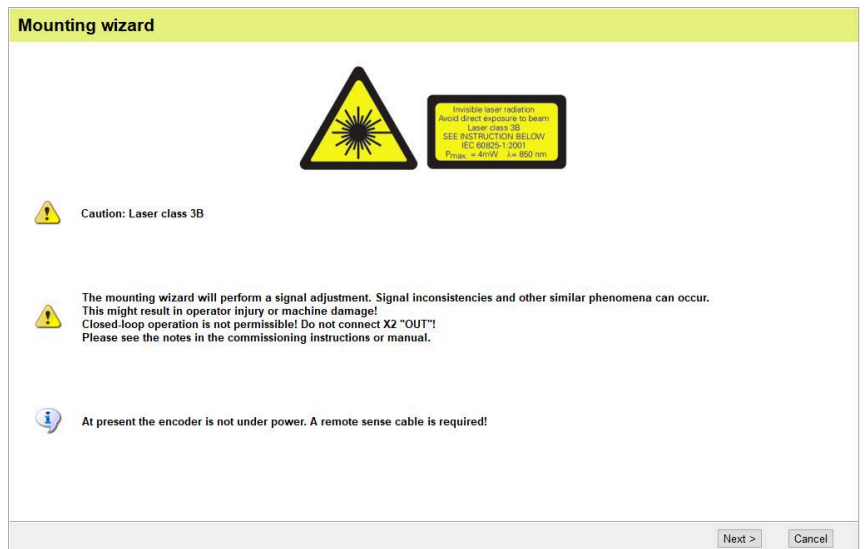 Mounting wizard
Invisible laser radiation
Avoid direct exposure to beam
Laser class 3B
SEE INSTRUCTION BELOW
IEC 60825-1:2001
Pmax. = 4mW λ= 850 nm
Caution: Laser class 3B
The mounting wizard will perform a signal adjustment. Signal inconsistencies and other similar phenomena can occur.
This might result in operator injury or machine damage!
Closed-loop operation is not permissible! Do not connect X2 "OUT"!
Please see the notes in the commissioning instructions or manual.
At present the encoder is not under power. A remote sense cable is required!
Next > Cancel